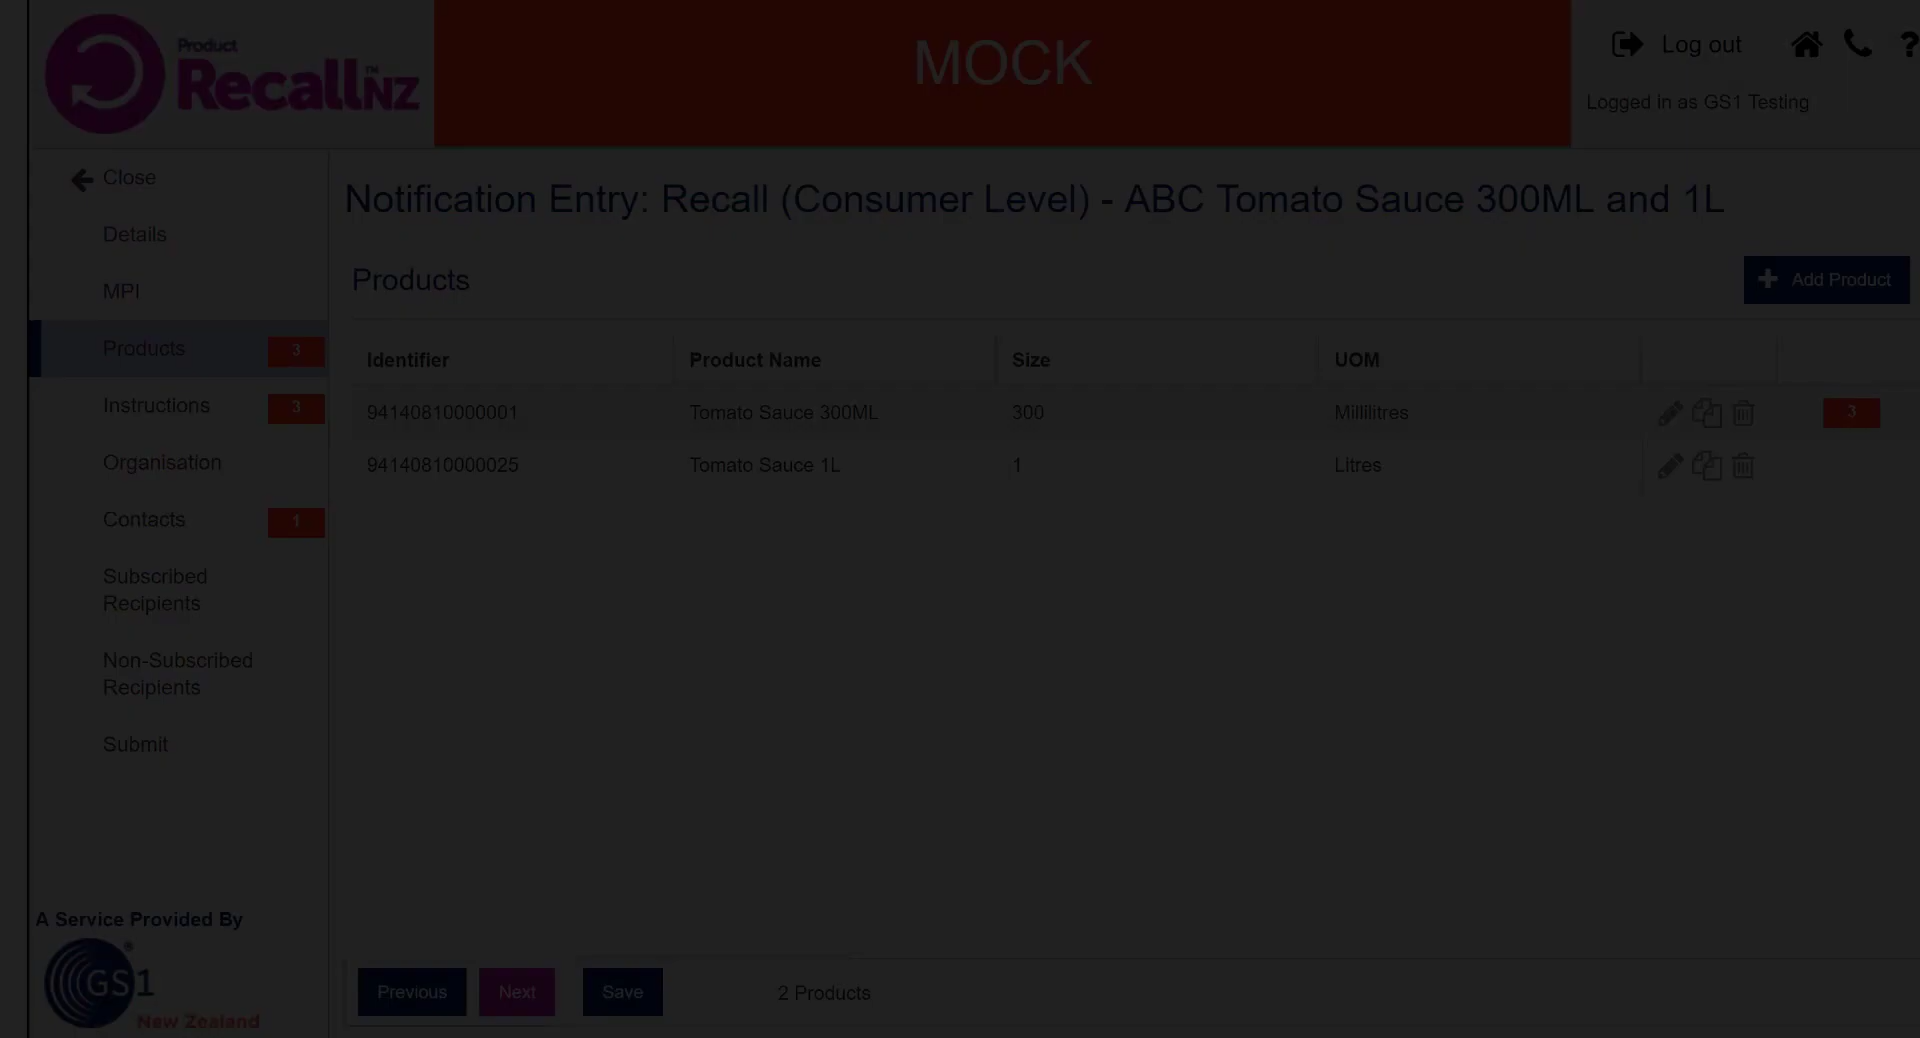 Product
RecallNZ™
MOCK
Log out
?
Logged in as GS1 Testing
Close
Details
MPI
Products 3
Instructions 3
Organisation
Contacts 1
Subscribed
Recipients
Non-Subscribed
Recipients
Submit
A Service Provided By
GS1®
New Zealand
Notification Entry: Recall (Consumer Level) - ABC Tomato Sauce 300ML and 1L
Products
Add Product
Identifier Product Name Size UOM
94140810000001 Tomato Sauce 300ML 300 Millilitres 3
94140810000025 Tomato Sauce 1L 1 Litres
Previous Next Save 2 Products